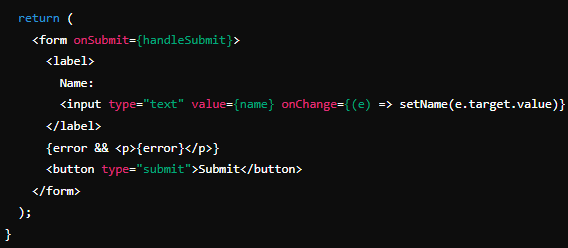 return (
<form onSubmit={handleSubmit}>
<label>
Name:
<input type="text" value={name} onChange={(e) => setName(e.target.value)}
</label>
{error && <p>{error}</p>}
<button type="submit">Submit</button>
</form>
);
}